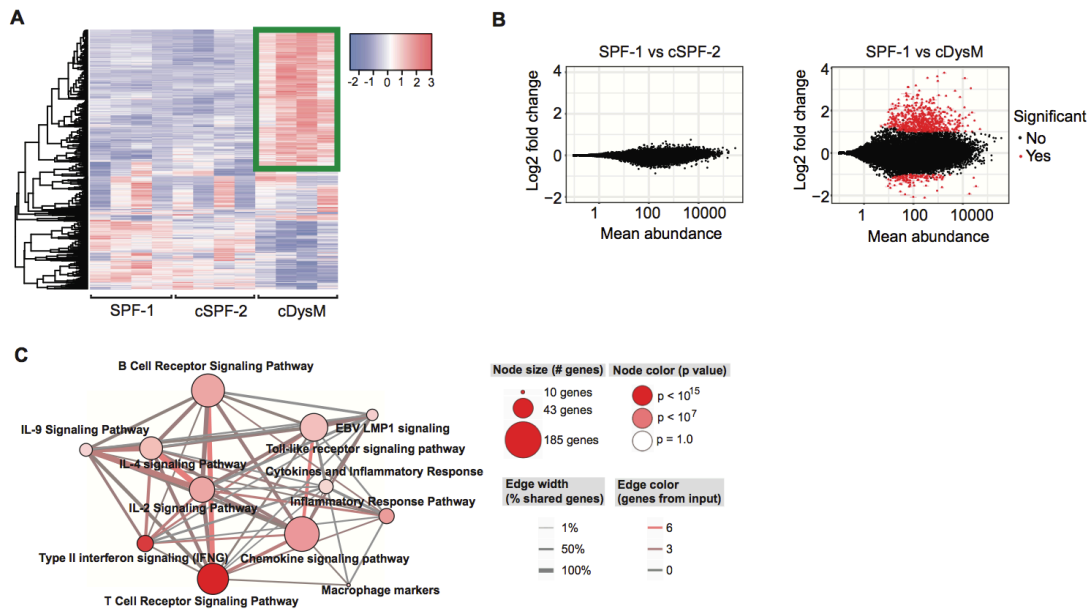 A
-2 -1 0 1 2 3
SPF-1 cSPF-2 cDysM
B
SPF-1 vs cSPF-2
Log2 fold change
4
2
0
−2
1 100 10000
Mean abundance
SPF-1 vs cDysM
Log2 fold change
4
2
0
−2
1 100 10000
Mean abundance
Significant
No
Yes
C
B Cell Receptor Signaling Pathway
IL-9 Signaling Pathway
EBV LMP1 signaling
Toll-like receptor signaling pathway
IL-4 signaling Pathway
Cytokines and Inflammatory Response
IL-2 Signaling Pathway
Inflammatory Response Pathway
Type II interferon signaling (IFNG)
Chemokine signaling pathway
Macrophage markers
T Cell Receptor Signaling Pathway
Node size (# genes)
10 genes
43 genes
185 genes
Node color (p value)
p < 10^15
p < 10^7
p = 1.0
Edge width
(% shared genes)
1%
50%
100%
Edge color
(genes from input)
6
3
0